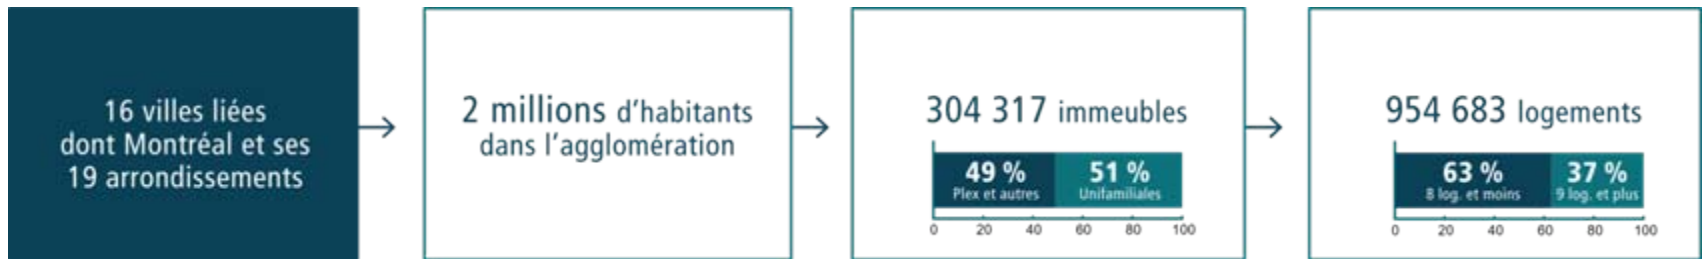 16 villes liées
dont Montréal et ses
19 arrondissements
2 millions d'habitants
dans l'agglomération
304 317 immeubles
49 % 51 %
Plex et autres Unifamiliales
0 20 40 60 80 100
954 683 logements
63 % 37 %
8 log. et moins 9 log. et plus
0 20 40 60 80 100